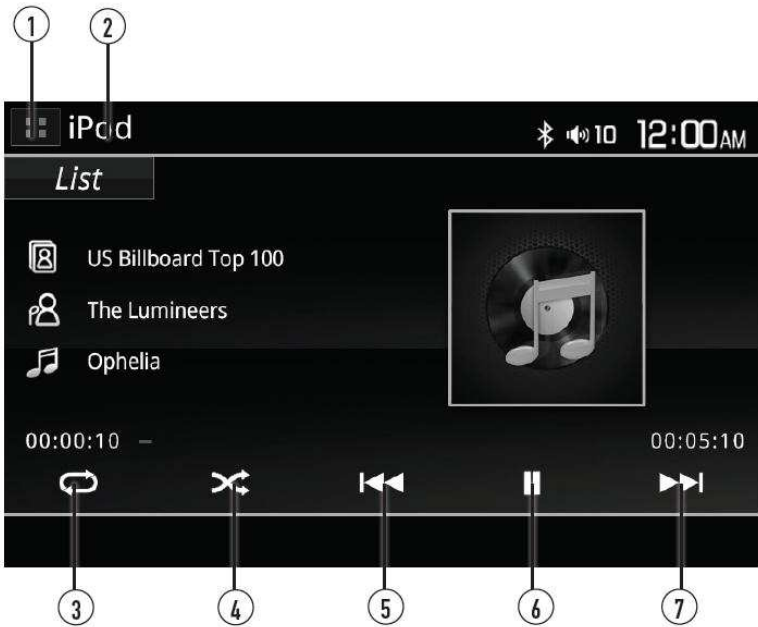 1 2
iPod 10 12:00AM
List
US Billboard Top 100
The Lumineers
Ophelia
00:00:10 00:05:10
3 4 5 6 7